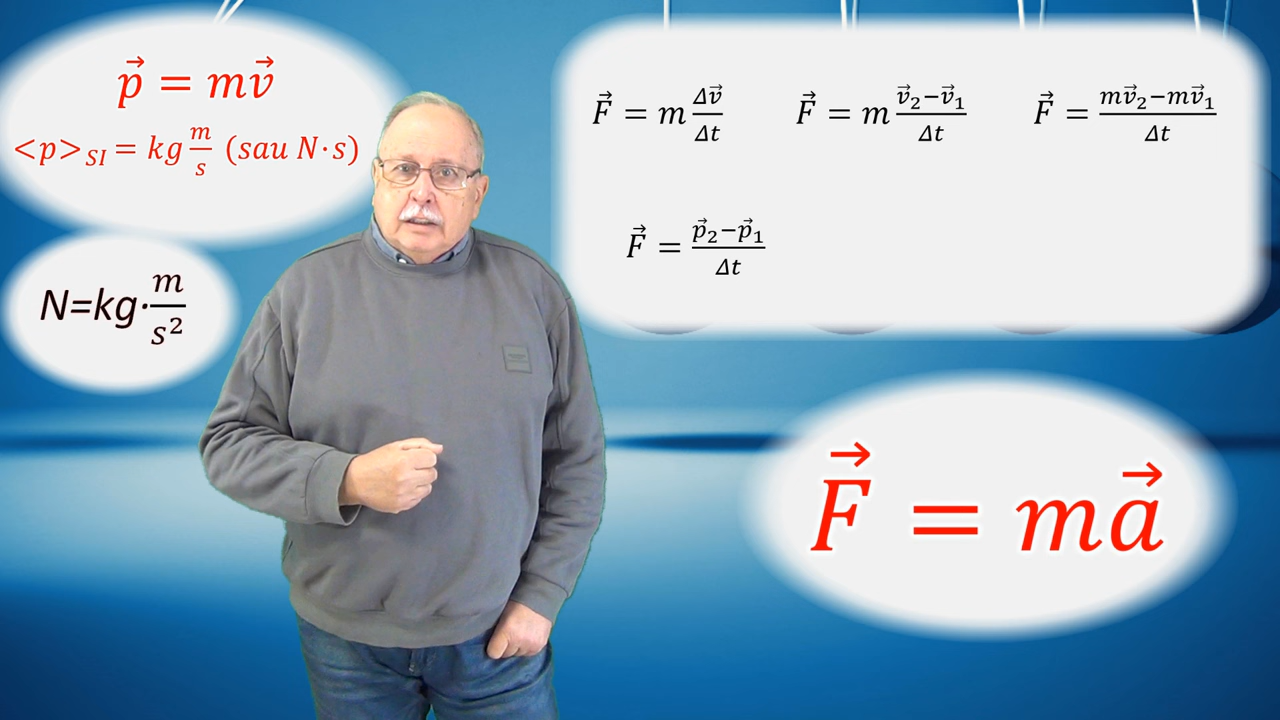 p⃗ = mv⃗
<p>SI = kg m/s (sau N·s)
N=kg·m/s²
F⃗ = m Δv⃗/Δt
F⃗ = m (v⃗₂−v⃗₁)/Δt
F⃗ = (mv⃗₂−mv⃗₁)/Δt
F⃗ = (p⃗₂−p⃗₁)/Δt
F⃗ = ma⃗